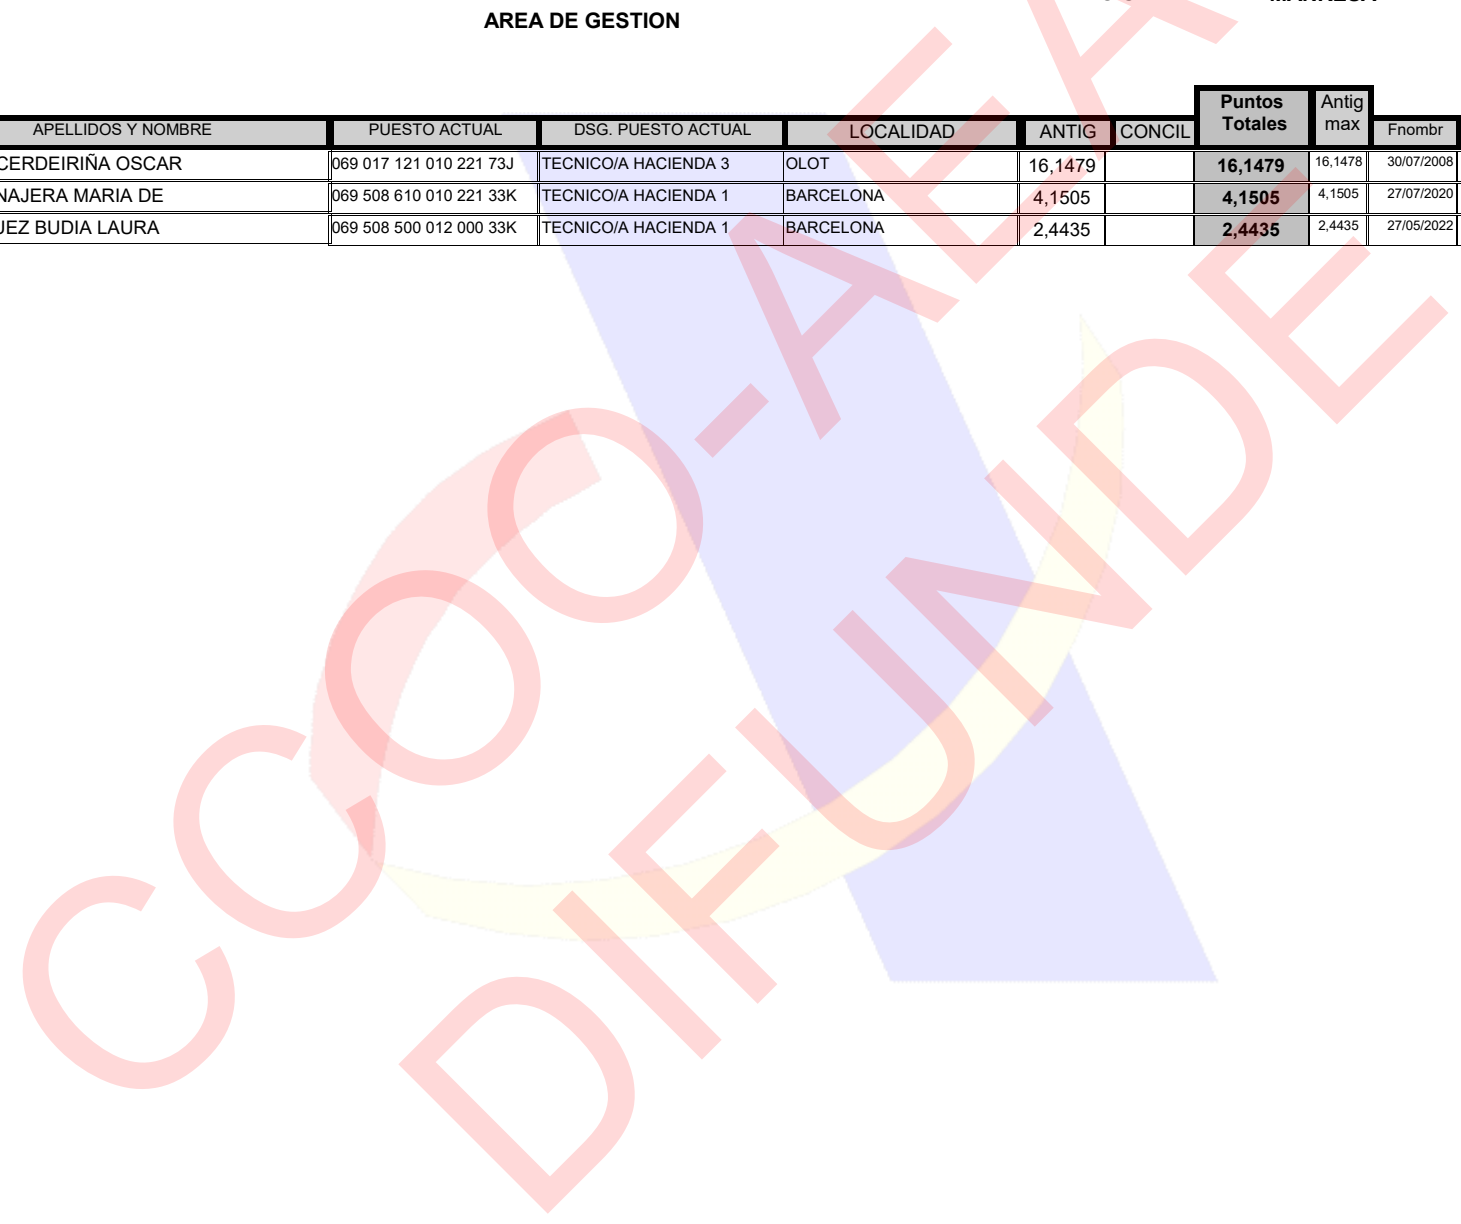 AREA DE GESTION
Puntos Totales Antig max
APELLIDOS Y NOMBRE PUESTO ACTUAL DSG. PUESTO ACTUAL LOCALIDAD ANTIG CONCIL Fnombr
CERDEIRIÑA OSCAR 069 017 121 010 221 73J TECNICO/A HACIENDA 3 OLOT 16,1479 16,1479 16,1478 30/07/2008
NAJERA MARIA DE 069 508 610 010 221 33K TECNICO/A HACIENDA 1 BARCELONA 4,1505 4,1505 4,1505 27/07/2020
UEZ BUDIA LAURA 069 508 500 012 000 33K TECNICO/A HACIENDA 1 BARCELONA 2,4435 2,4435 2,4435 27/05/2022
CCOO-AEA
DIFUNDE